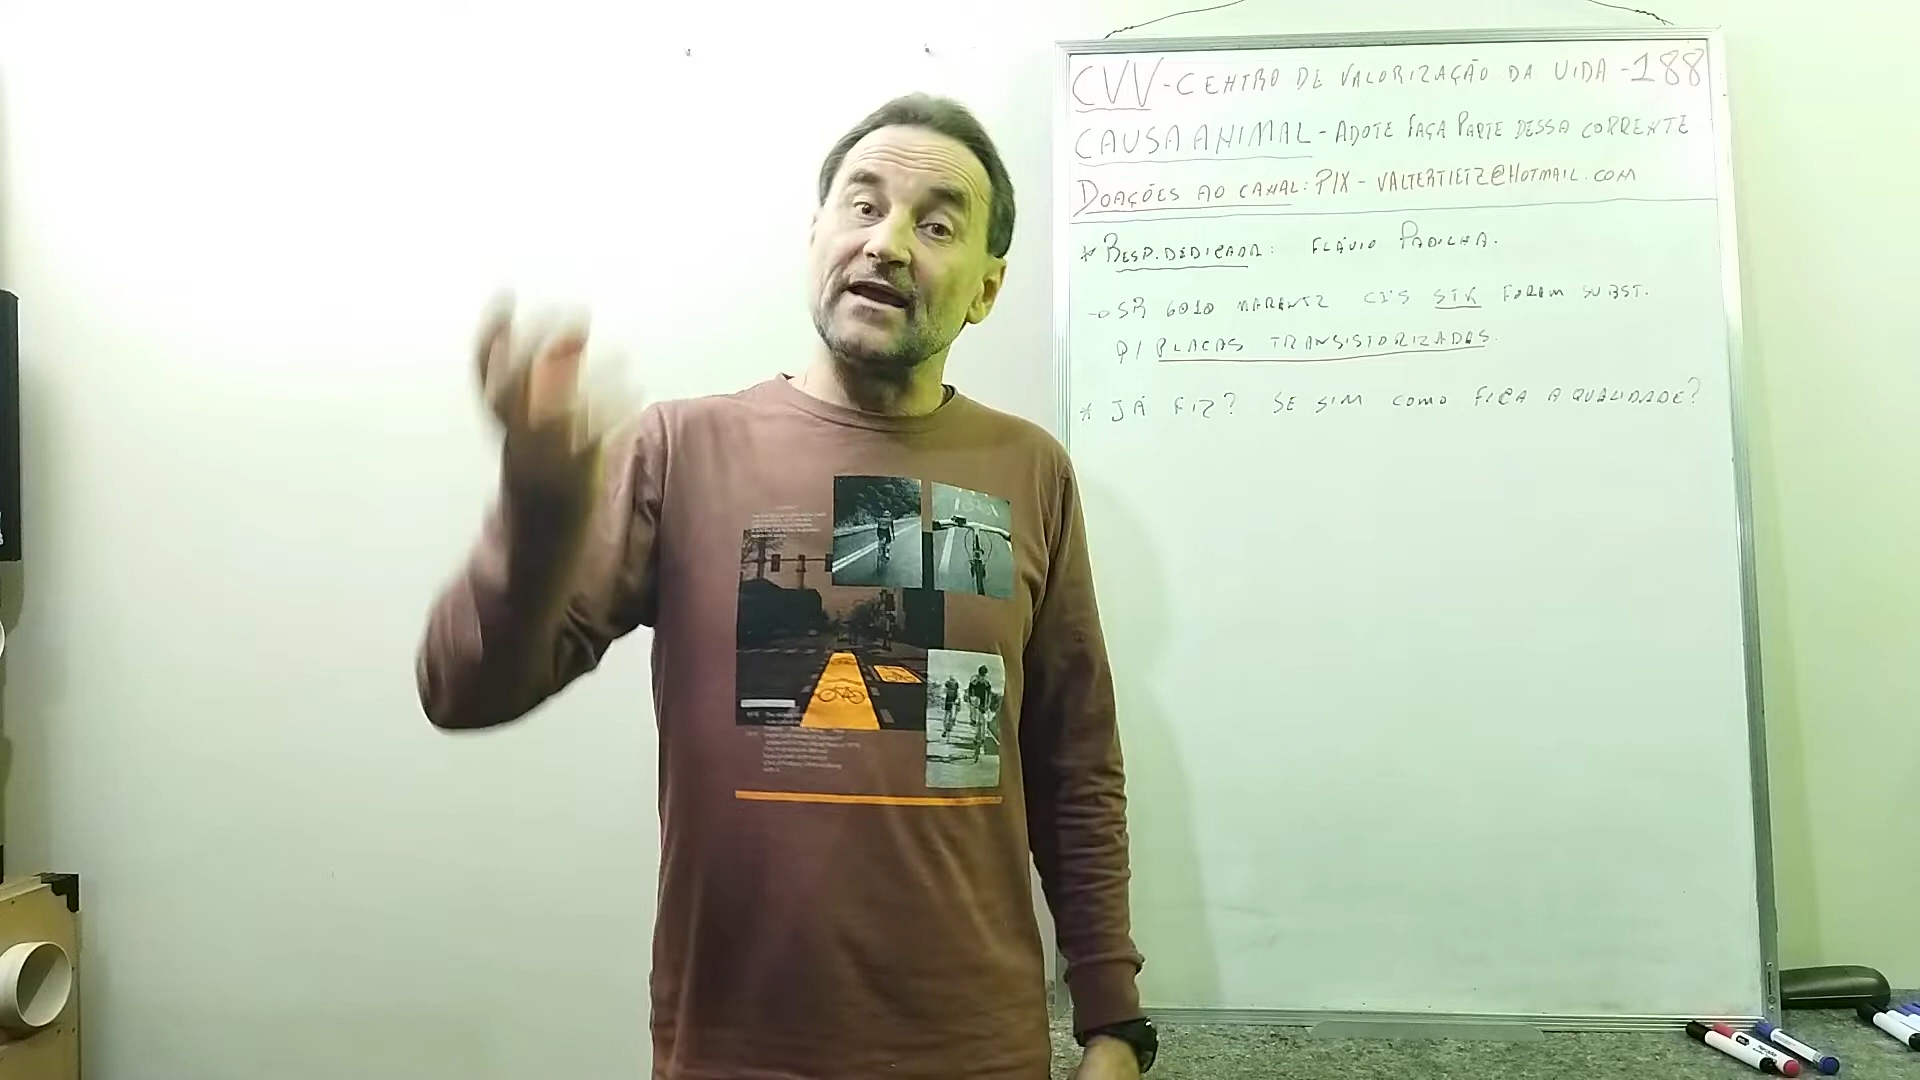 CVV - CENTRO DE VALORIZAÇÃO DA VIDA - 188
CAUSA ANIMAL - ADOTE FAÇA PARTE DESSA CORRENTE
DOAÇÕES AO CANAL: PIX - VALTERTIETZ@HOTMAIL.COM
* RESP. DEDICADA: FLÁVIO PADILHA.
SR 6010 MARANTZ CI'S STK FORAM SUBST.
P/ PLACAS TRANSISTORIZADAS.
* JÁ FIZ? SE SIM COMO FICA A QUALIDADE?